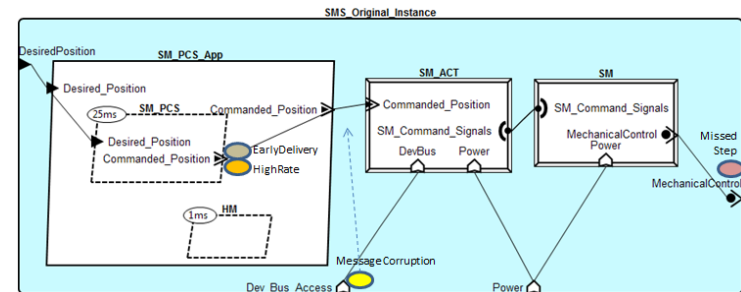 SMS_Original_Instance
DesiredPosition
SM_PCS_App
SM_ACT
SM
Desired_Position
25ms
SM_PCS
Commanded_Position
Commanded_Position
SM_Command_Signals
SM_Command_Signals
Desired_Position
MechanicalControl
Missed
Step
Commanded_Position
EarlyDelivery
DevBus
Power
Power
HighRate
MechanicalControl
1ms
HM
MessageCorruption
Dev_Bus_Access
Power